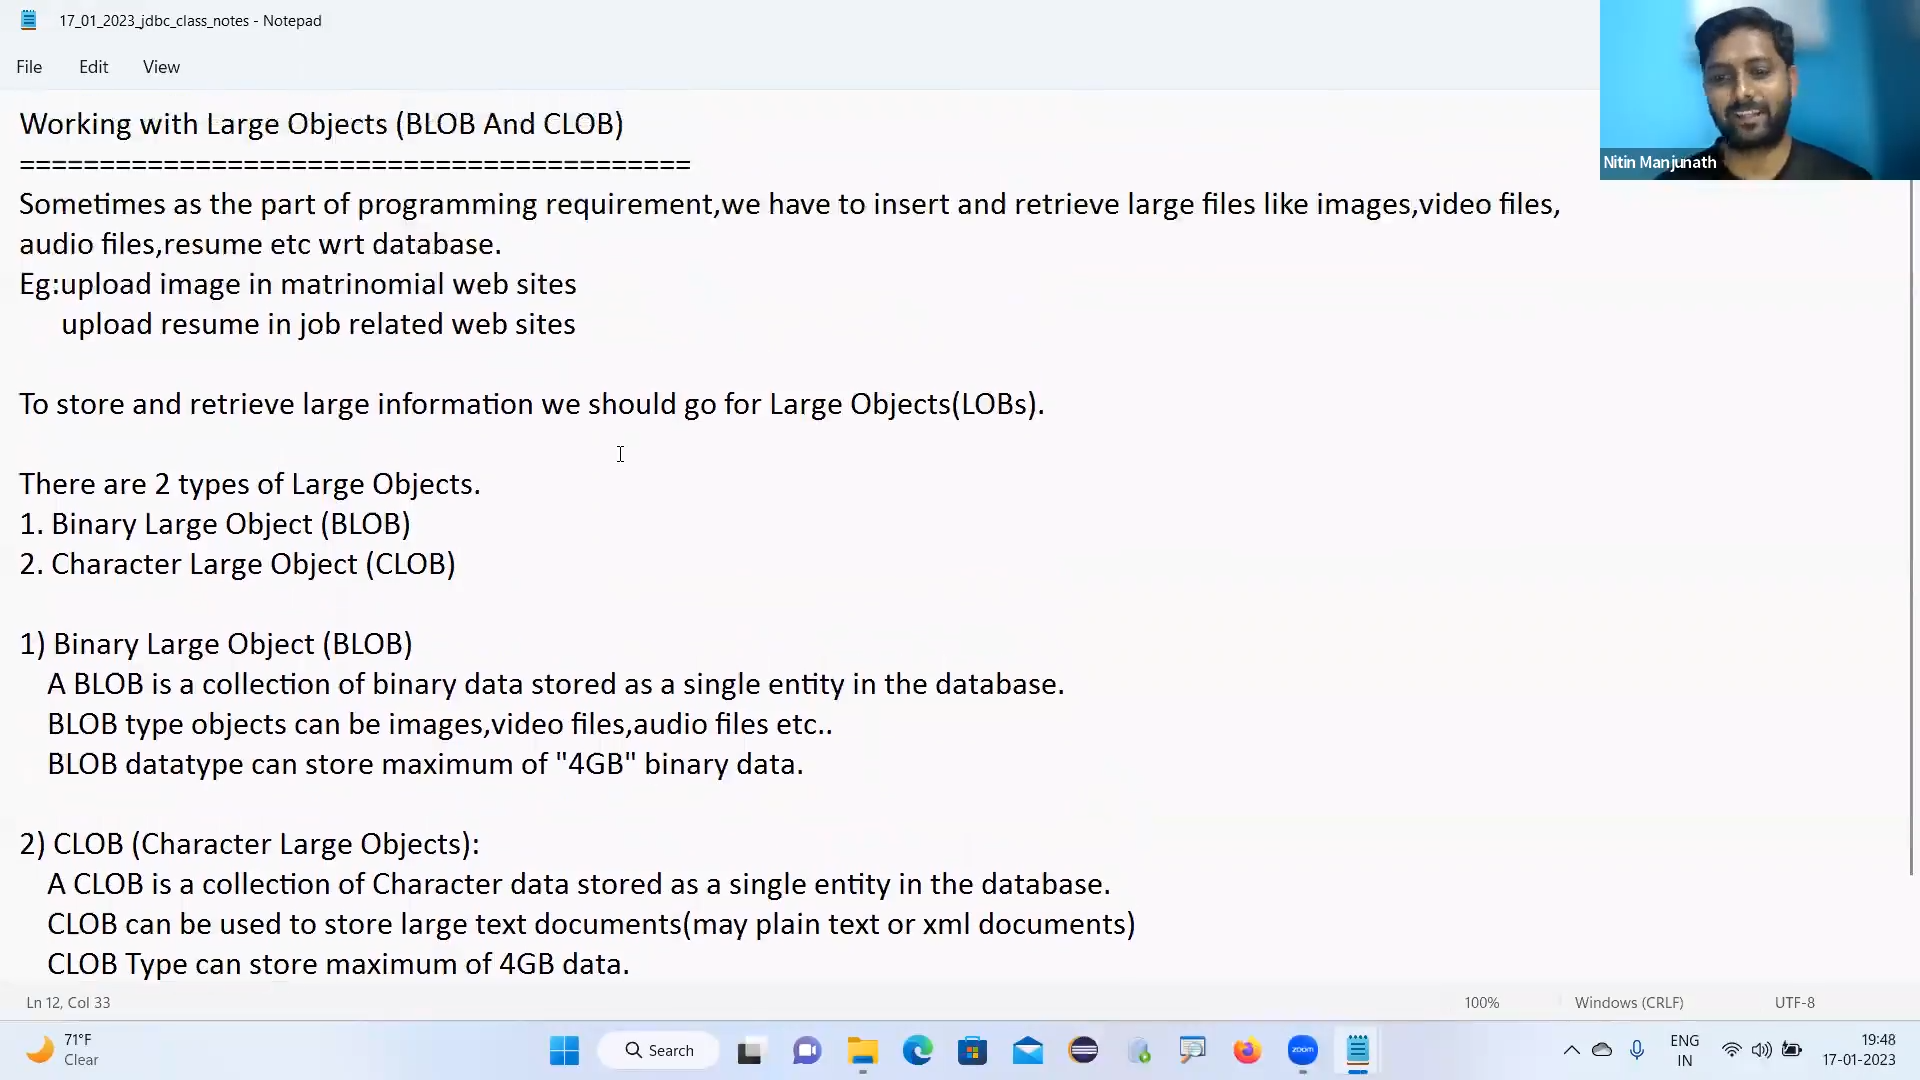 17_01_2023_jdbc_class_notes - Notepad
File Edit View
Nitin Manjunath
Working with Large Objects (BLOB And CLOB)
==========================================
Sometimes as the part of programming requirement,we have to insert and retrieve large files like images,video files,
audio files,resume etc wrt database.
Eg:upload image in matrinomial web sites
upload resume in job related web sites
To store and retrieve large information we should go for Large Objects(LOBs).
There are 2 types of Large Objects.
1. Binary Large Object (BLOB)
2. Character Large Object (CLOB)
1) Binary Large Object (BLOB)
A BLOB is a collection of binary data stored as a single entity in the database.
BLOB type objects can be images,video files,audio files etc..
BLOB datatype can store maximum of "4GB" binary data.
2) CLOB (Character Large Objects):
A CLOB is a collection of Character data stored as a single entity in the database.
CLOB can be used to store large text documents(may plain text or xml documents)
CLOB Type can store maximum of 4GB data.
Ln 12, Col 33 100% Windows (CRLF) UTF-8
71°F
Clear
Search
zoom
ENG
IN
19:48
17-01-2023